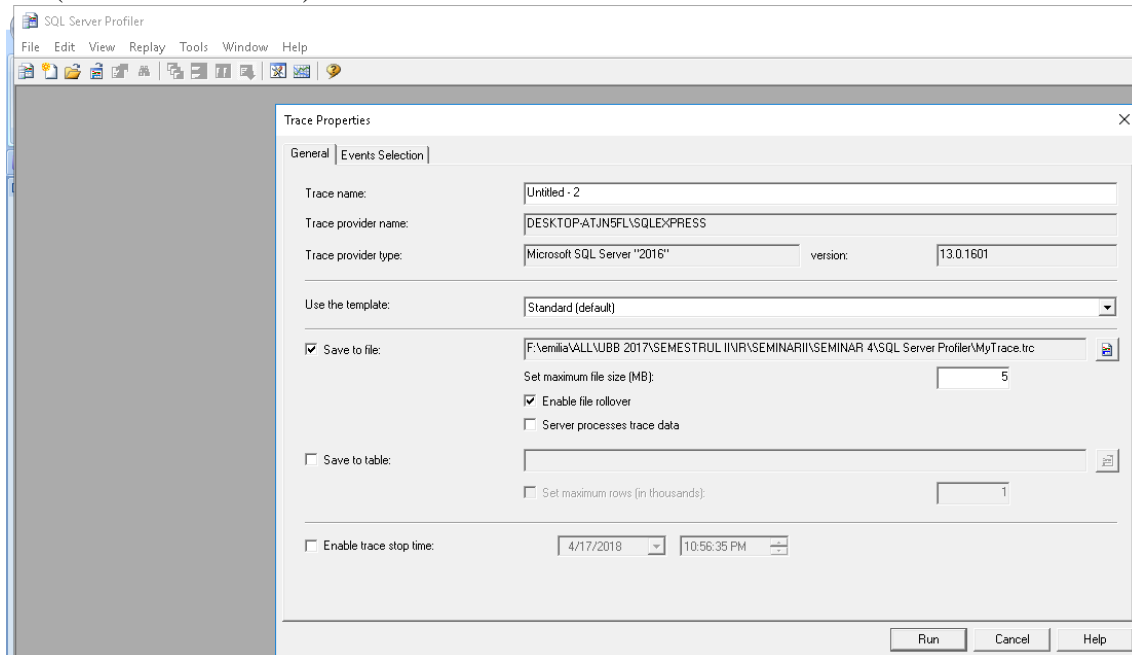 SQL Server Profiler
File Edit View Replay Tools Window Help
Trace Properties
General Events Selection
Trace name: Untitled - 2
Trace provider name: DESKTOP-ATJN5FL\SQLEXPRESS
Trace provider type: Microsoft SQL Server "2016" version: 13.0.1601
Use the template: Standard (default)
Save to file: F:\emilia\ALL\UBB 2017\SEMESTRUL II\IR\SEMINARII\SEMINAR 4\SQL Server Profiler\MyTrace.trc
Set maximum file size (MB): 5
Enable file rollover
Server processes trace data
Save to table:
Set maximum rows (in thousands): 1
Enable trace stop time: 4/17/2018 10:56:35 PM
Run Cancel Help